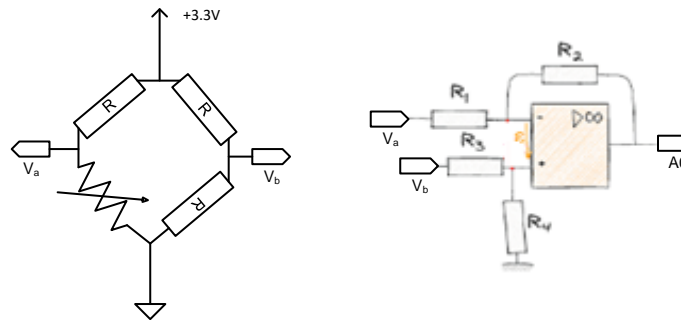 +3.3V
R
R
Va
Vb
R
R2
R1
Va
-
▷∞
R3
Vb
+
R4